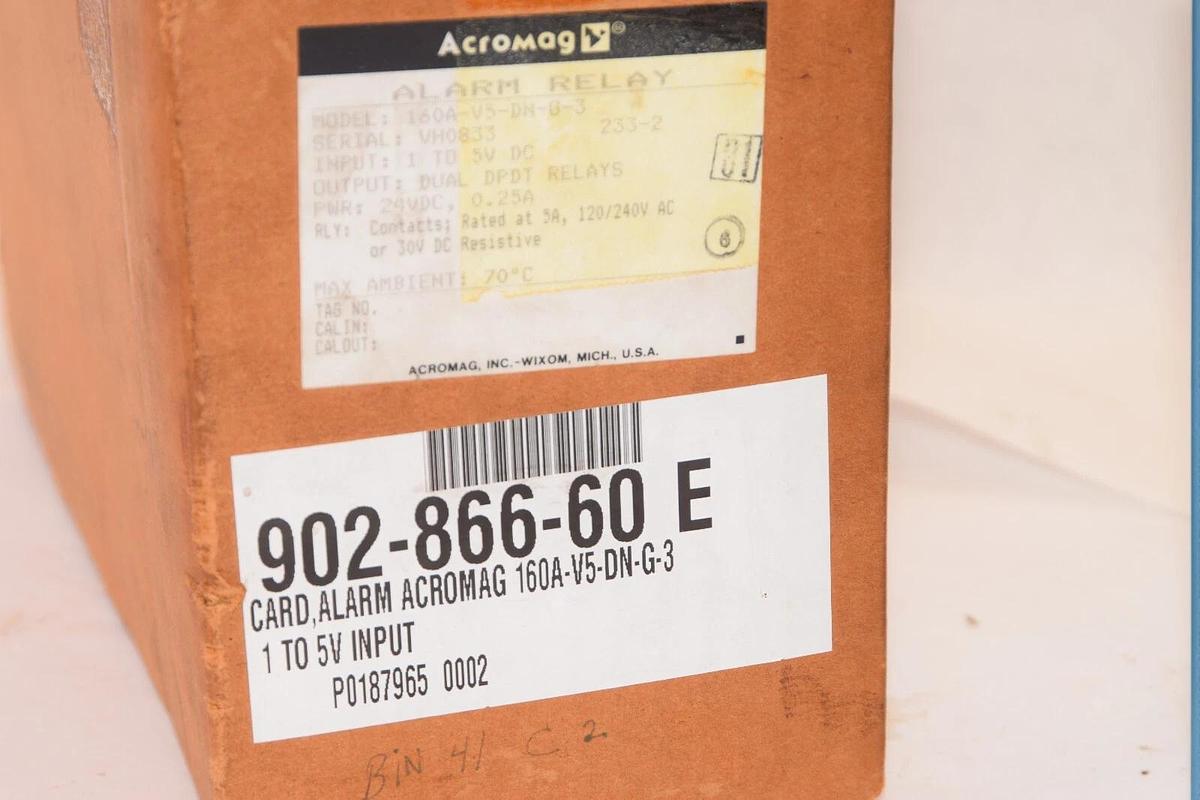 Acromag ®
ALARM RELAY
MODEL: 160A-V5-DN-G-3
SERIAL: VH0833 233-2
INPUT: 1 TO 5V DC
OUTPUT: DUAL DPDT RELAYS
PWR: 24VDC, 0.25A
RLY: Contacts; Rated at 5A, 120/240V AC
or 30V DC Resistive
MAX AMBIENT: 70°C
TAG NO.
CALIN:
CALOUT:
6
ACROMAG, INC.-WIXOM, MICH., U.S.A.
902-866-60 E
CARD,ALARM ACROMAG 160A-V5-DN-G-3
1 TO 5V INPUT
P0187965 0002
BIN 41 C 2